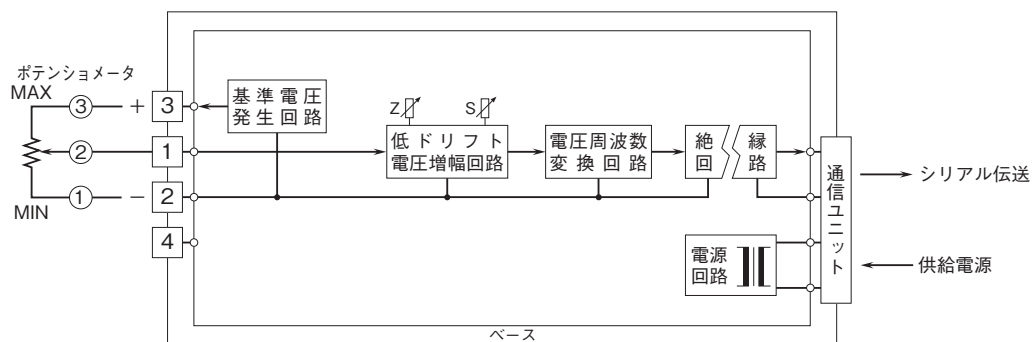 ポテンショメータ
MAX
③
+
3
②
1
①
−
2
MIN
4
基準電圧
発生回路
Z
S
低ドリフト
電圧増幅回路
電圧周波数
変換回路
絶縁
回路
電源
回路
通信ユニット
シリアル伝送
供給電源
ベース